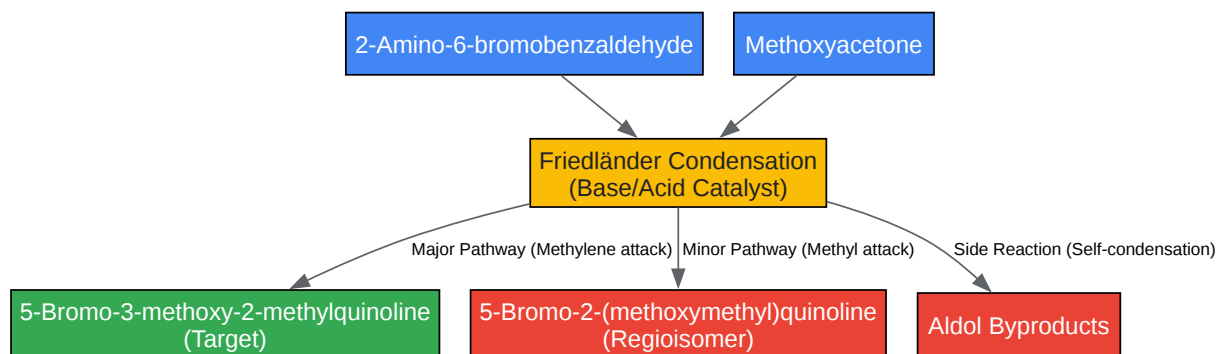 2-Amino-6-bromobenzaldehyde
Methoxyacetone
Friedländer Condensation
(Base/Acid Catalyst)
Major Pathway (Methylene attack)
Minor Pathway (Methyl attack)
Side Reaction (Self-condensation)
5-Bromo-3-methoxy-2-methylquinoline
(Target)
5-Bromo-2-(methoxymethyl)quinoline
(Regioisomer)
Aldol Byproducts